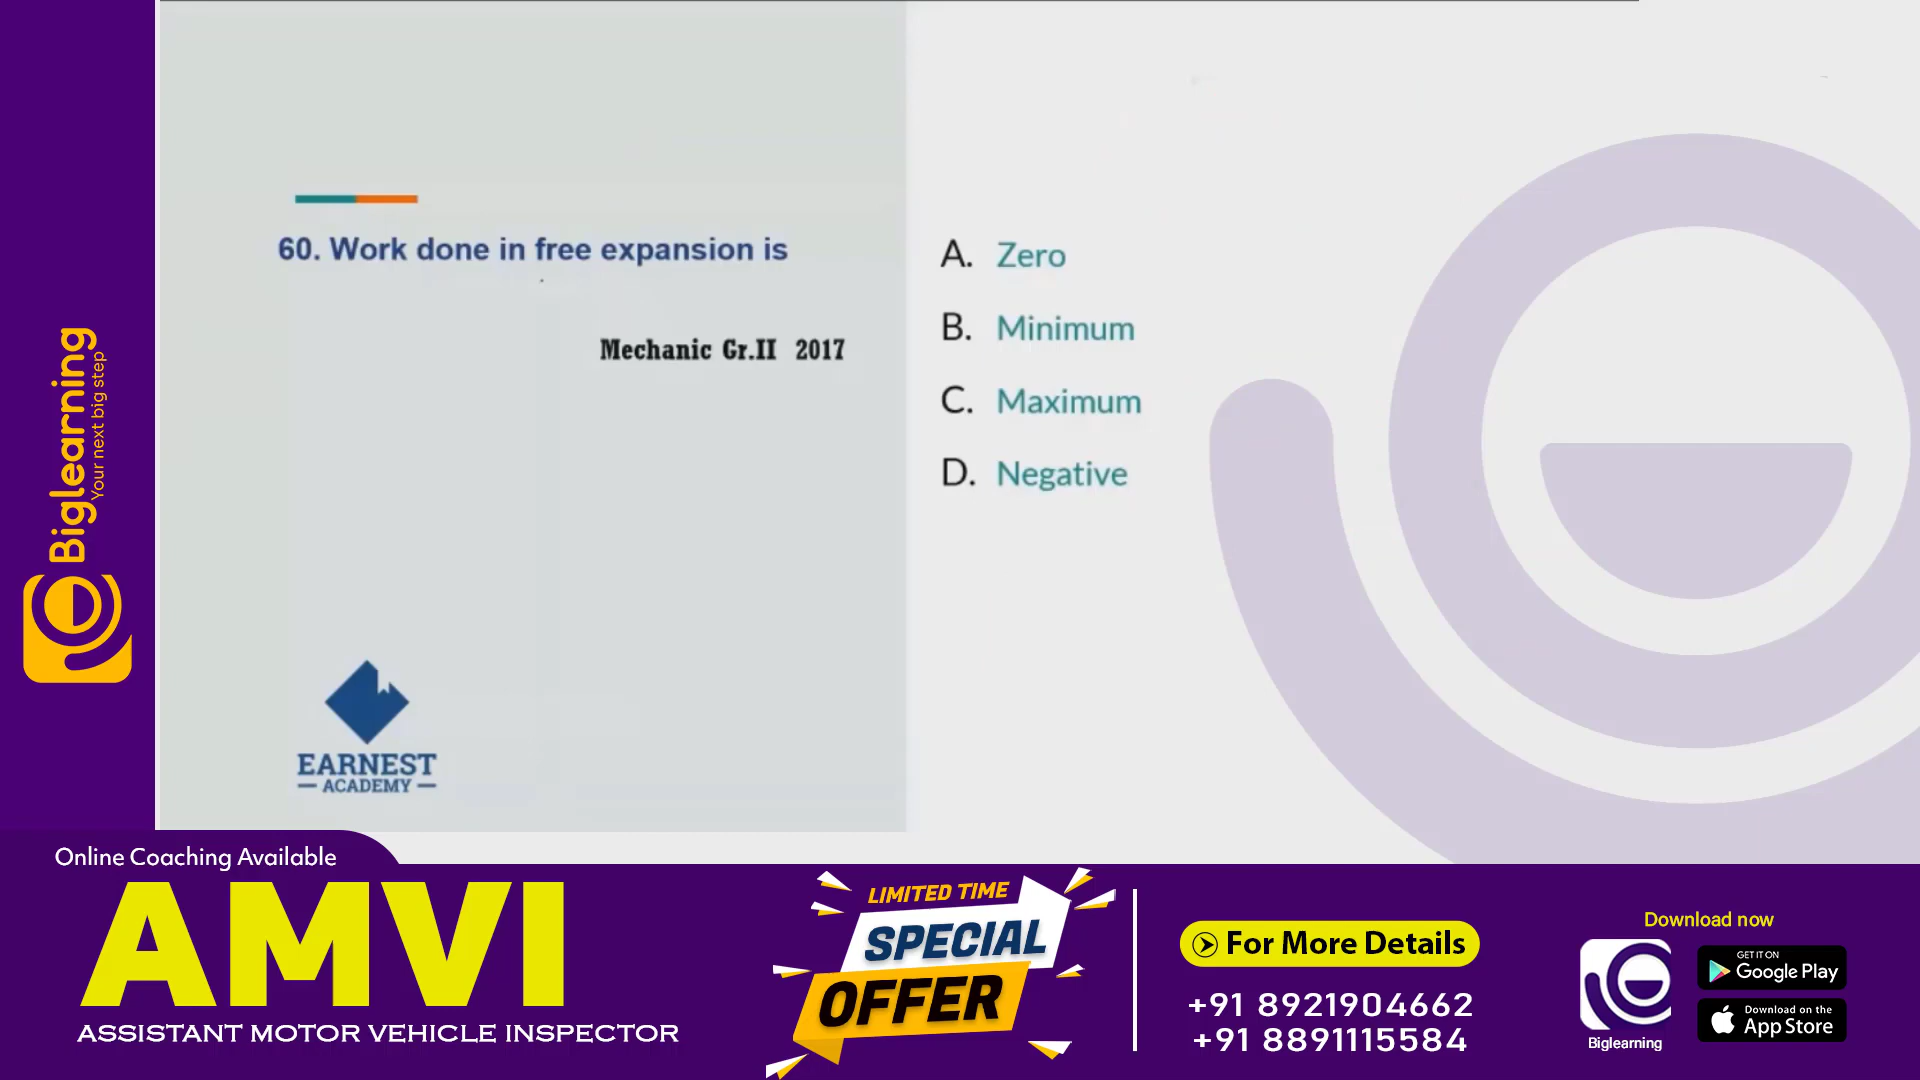 Biglearning
Your next big step
60. Work done in free expansion is
Mechanic Gr.II 2017
A. Zero
B. Minimum
C. Maximum
D. Negative
EARNEST
ACADEMY
Online Coaching Available
AMVI
ASSISTANT MOTOR VEHICLE INSPECTOR
LIMITED TIME
SPECIAL
OFFER
For More Details
+91 8921904662
+91 8891115584
Download now
GET IT ON
Google Play
Download on the
App Store
Biglearning